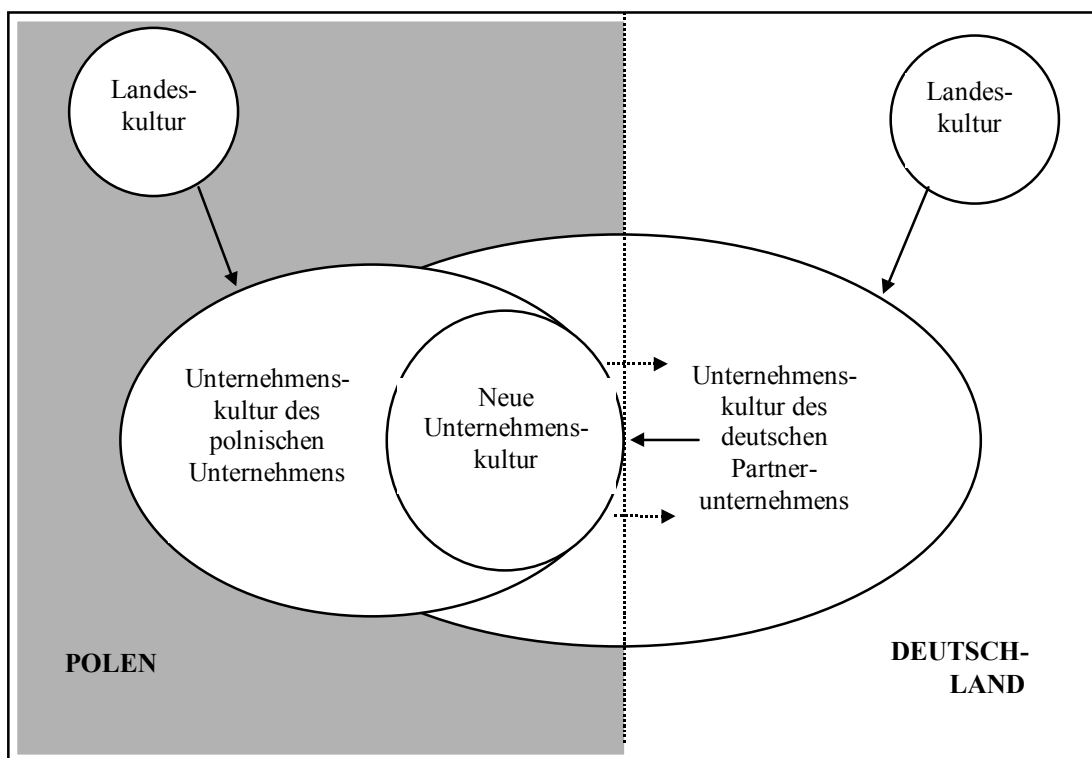 Landes-
kultur
Landes-
kultur
Unternehmens-
kultur des
polnischen
Unternehmens
Neue
Unternehmens-
kultur
Unternehmens-
kultur des
deutschen
Partner-
unternehmens
POLEN
DEUTSCH-
LAND